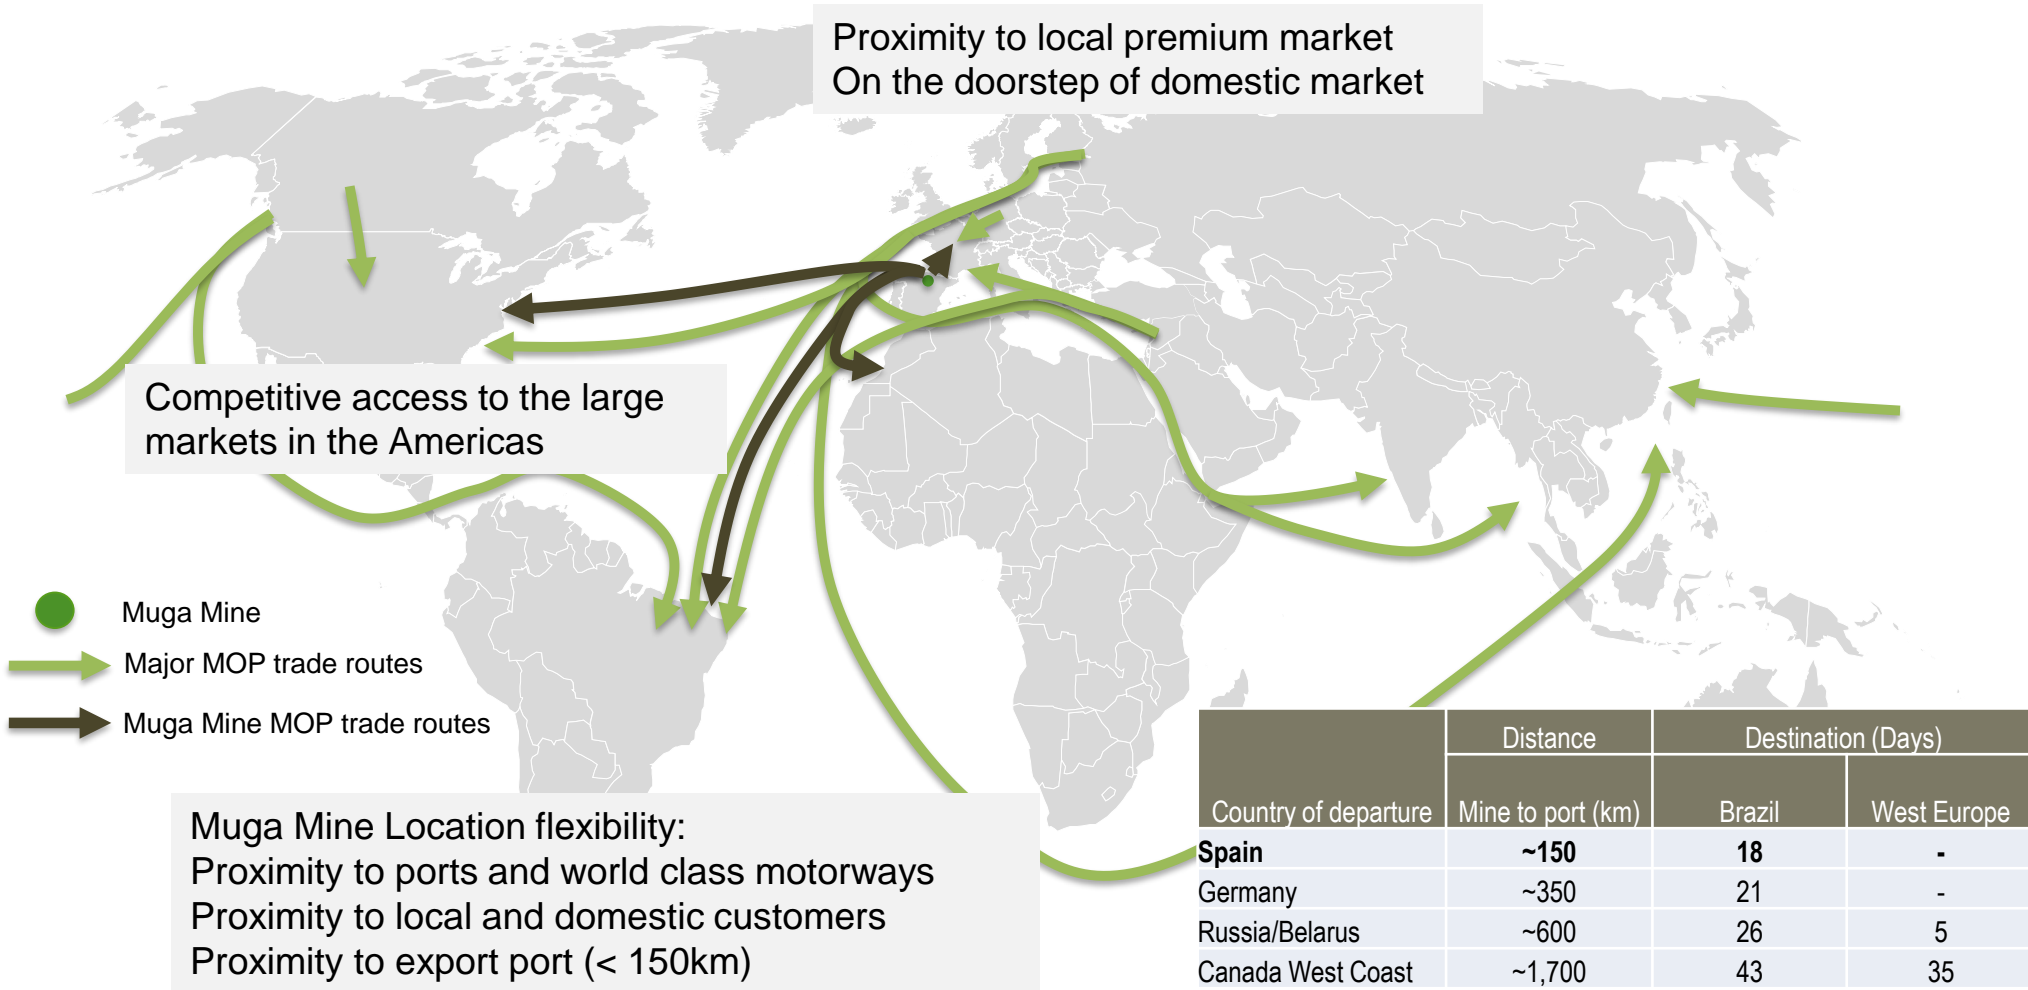 Proximity to local premium market
On the doorstep of domestic market
Competitive access to the large
markets in the Americas
Muga Mine
Major MOP trade routes
Muga Mine MOP trade routes
Muga Mine Location flexibility:
Proximity to ports and world class motorways
Proximity to local and domestic customers
Proximity to export port (< 150km)
Distance Destination (Days)
Country of departure Mine to port (km) Brazil West Europe
Spain ~150 18 -
Germany ~350 21 -
Russia/Belarus ~600 26 5
Canada West Coast ~1,700 43 35